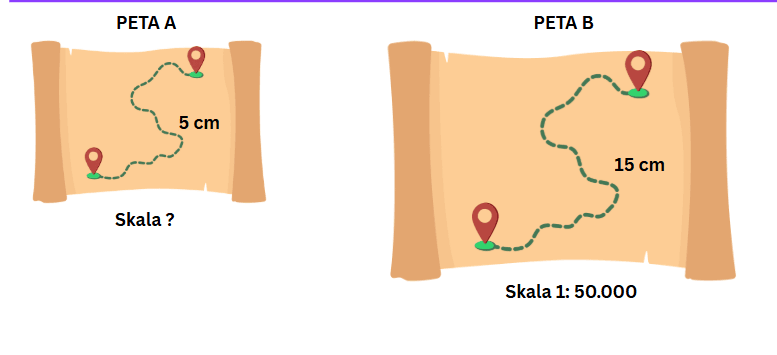 PETA A
5 cm
Skala ?
PETA B
15 cm
Skala 1: 50.000